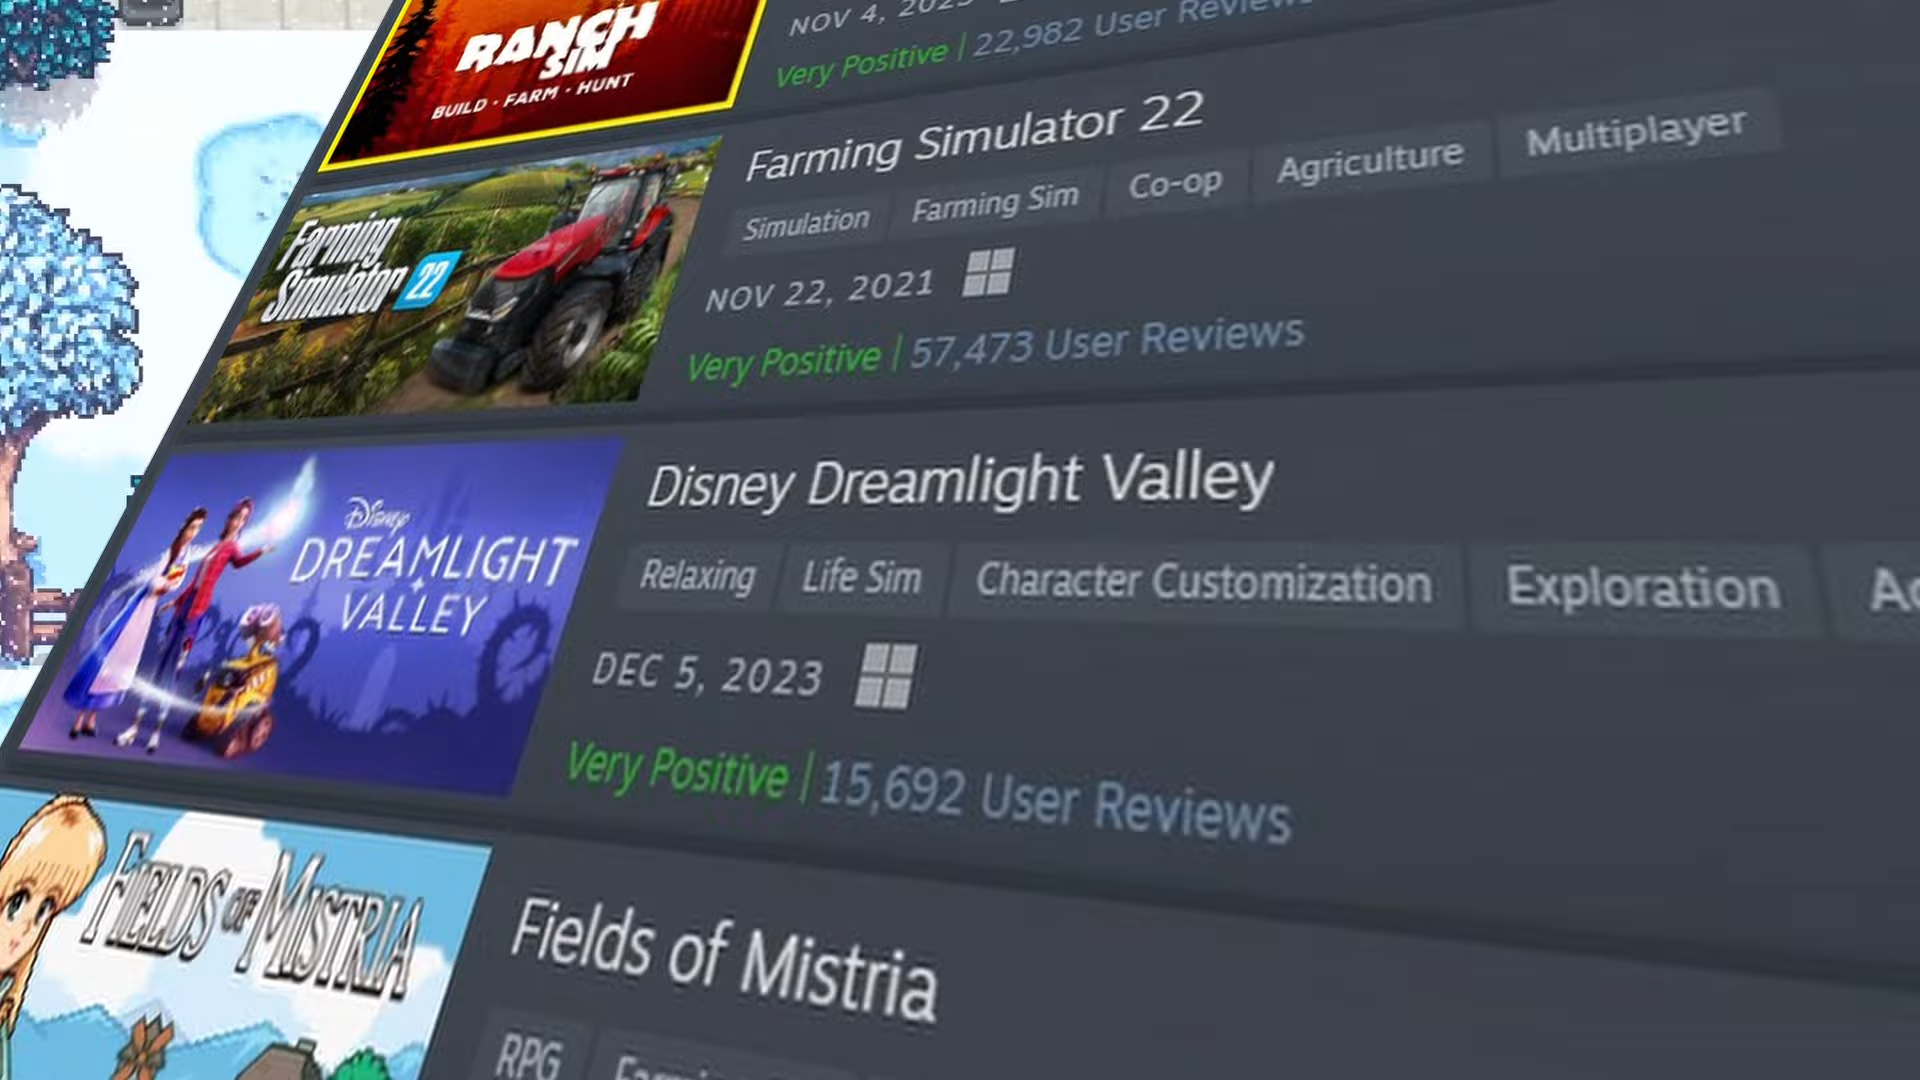 RANCH
SIM
BUILD · FARM · HUNT
NOV 4,
Very Positive | 22,982 User Reviews
Farming Simulator 22
Simulation Farming Sim Co-op Agriculture Multiplayer
Farming
Simulator 22
NOV 22, 2021
Very Positive | 57,473 User Reviews
Disney Dreamlight Valley
Disney
DREAMLIGHT
VALLEY
Relaxing Life Sim Character Customization Exploration
DEC 5, 2023
Very Positive | 15,692 User Reviews
FIELDS OF MISTRIA
Fields of Mistria
RPG